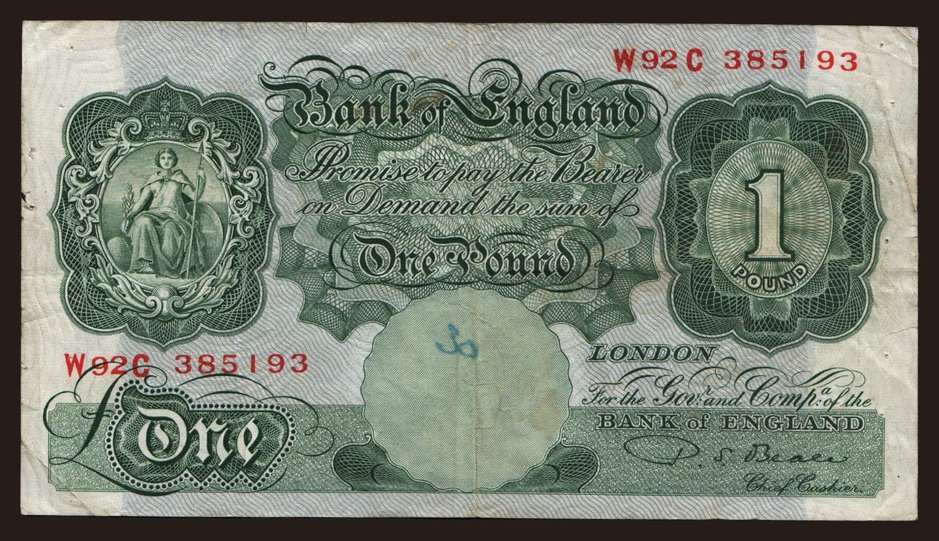 W92C 385193
Bank of England
Promise to pay the Bearer
on Demand the sum of
One Pound
1
POUND
W92C 385193
£One
LONDON
For the Govr. and Compa. of the
BANK of ENGLAND
P. S. Beale
Chief Cashier.